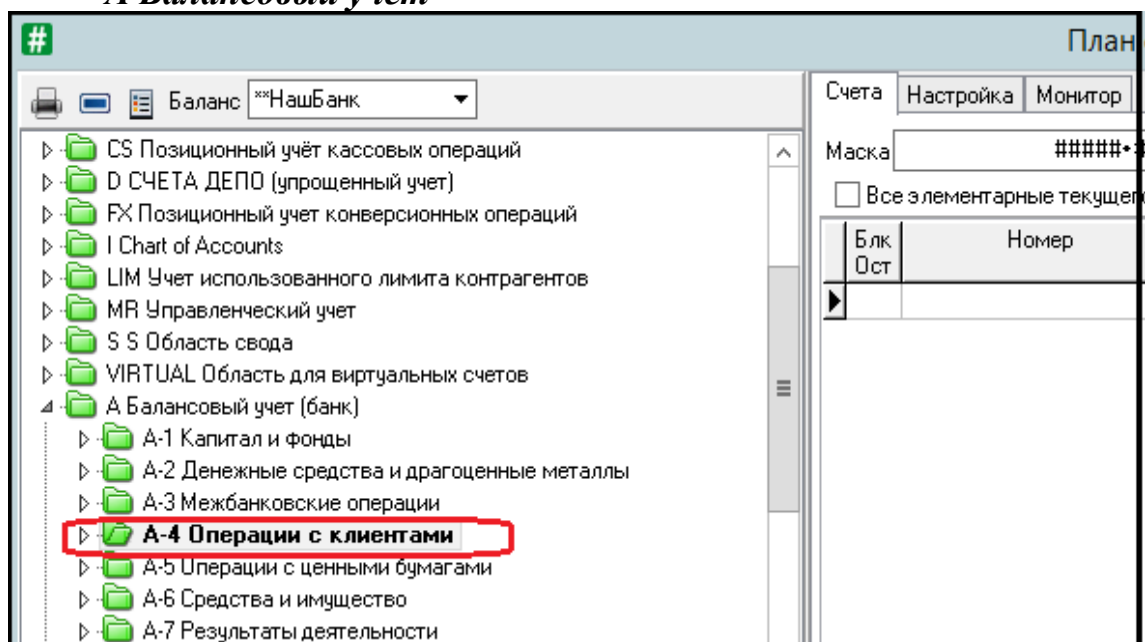 А Балансовый учет
План
Баланс **НашБанк
Счета Настройка Монитор
CS Позиционный учёт кассовых операций
Маска #####•#
D СЧЕТА ДЕПО (упрощенный учет)
Все элементарные текущего
FX Позиционный учет конверсионных операций
I Chart of Accounts
Блк Ост Номер
LIM Учет использованного лимита контрагентов
MR Управленческий учет
S S Область свода
VIRTUAL Область для виртуальных счетов
А Балансовый учет (банк)
А-1 Капитал и фонды
А-2 Денежные средства и драгоценные металлы
А-3 Межбанковские операции
А-4 Операции с клиентами
А-5 Операции с ценными бумагами
А-6 Средства и имущество
А-7 Результаты деятельности